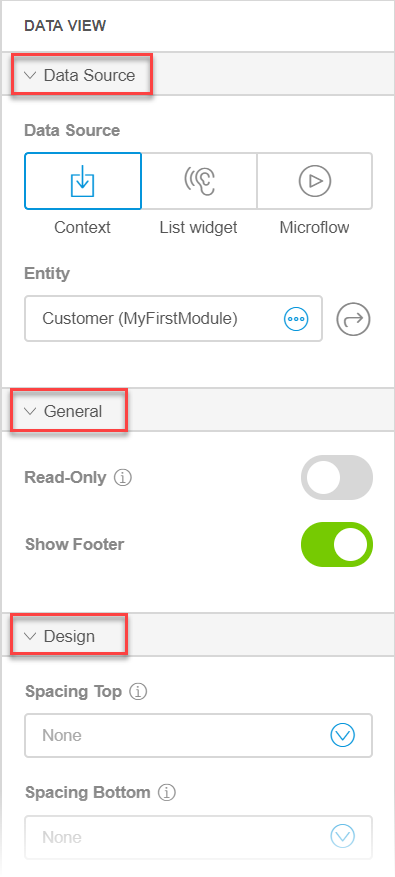 DATA VIEW
Data Source
Data Source
Context List widget Microflow
Entity
Customer (MyFirstModule)
General
Read-Only
Show Footer
Design
Spacing Top
None
Spacing Bottom
None